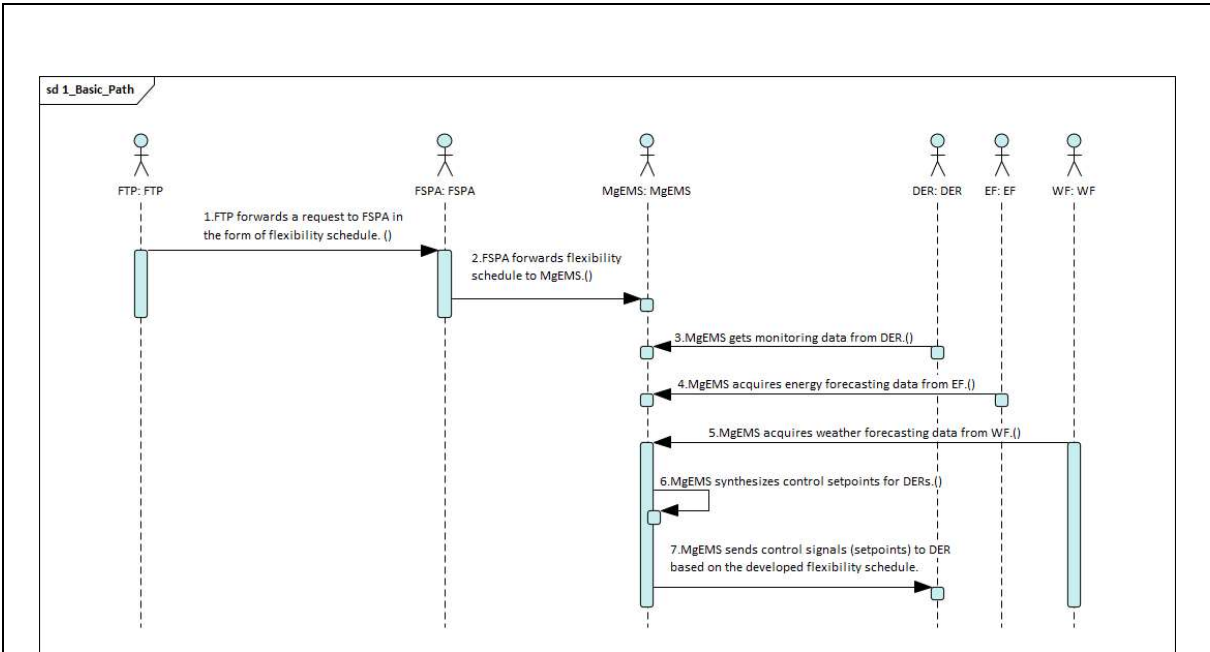 sd 1_Basic_Path
FTP: FTP
FSPA: FSPA
MgEMS: MgEMS
DER: DER
EF: EF
WF: WF
1.FTP forwards a request to FSPA in
the form of flexibility schedule. ()
2.FSPA forwards flexibility
schedule to MgEMS.()
3.MgEMS gets monitoring data from DER.()
4.MgEMS acquires energy forecasting data from EF.()
5.MgEMS acquires weather forecasting data from WF.()
6.MgEMS synthesizes control setpoints for DERs.()
7.MgEMS sends control signals (setpoints) to DER
based on the developed flexibility schedule.